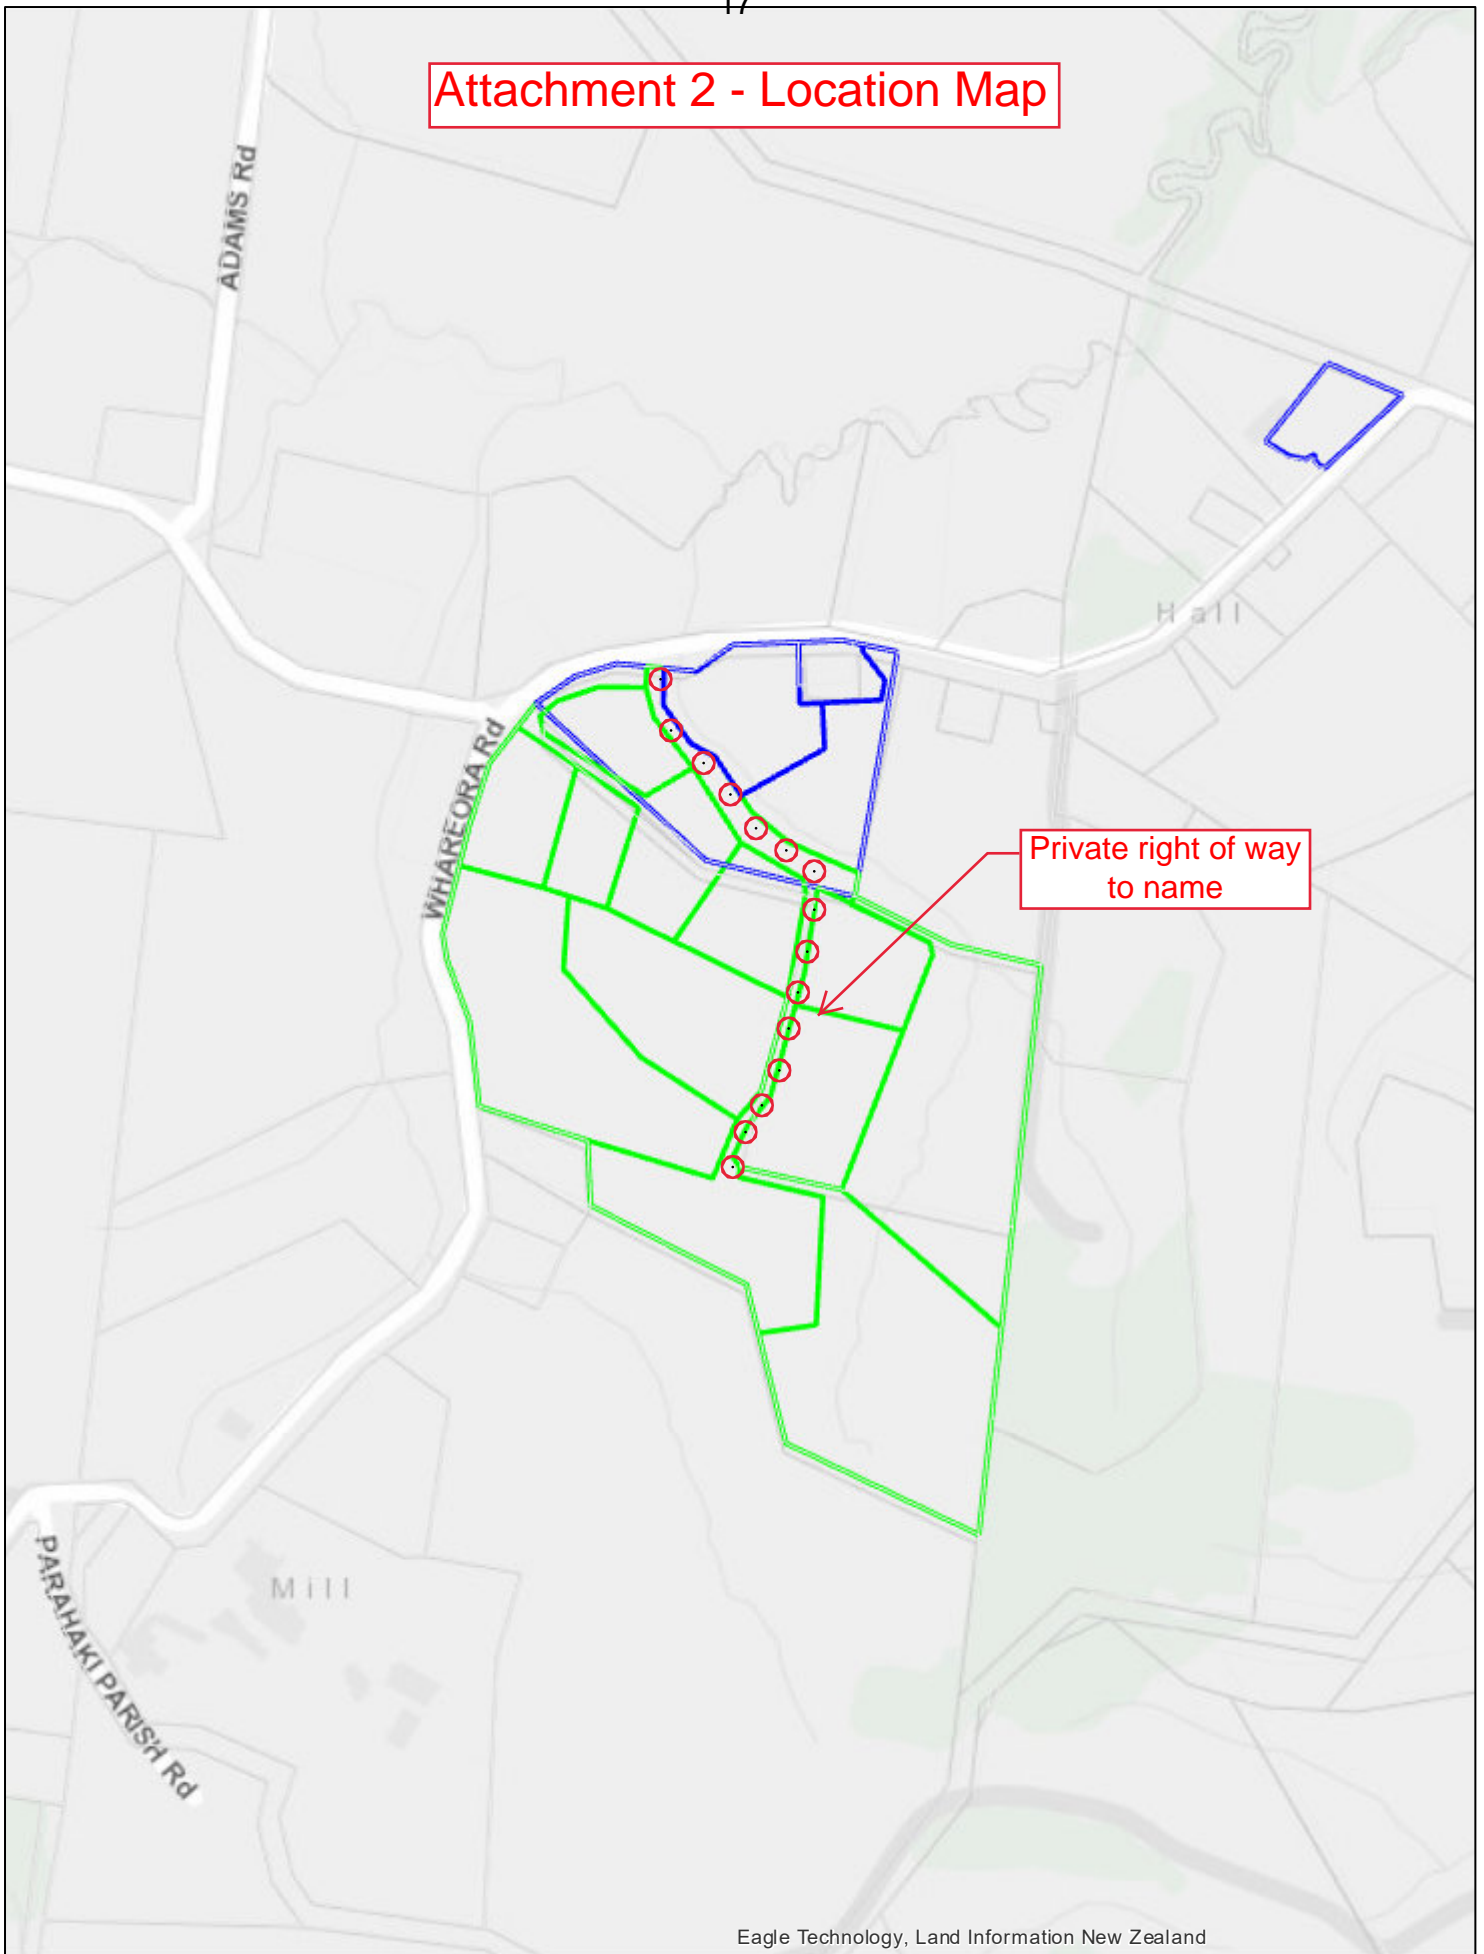 17
Attachment 2 - Location Map
ADAMS Rd
Hall
WHAREORA Rd
Private right of way
to name
PARAHAKI PARISH Rd
Mill
Eagle Technology, Land Information New Zealand